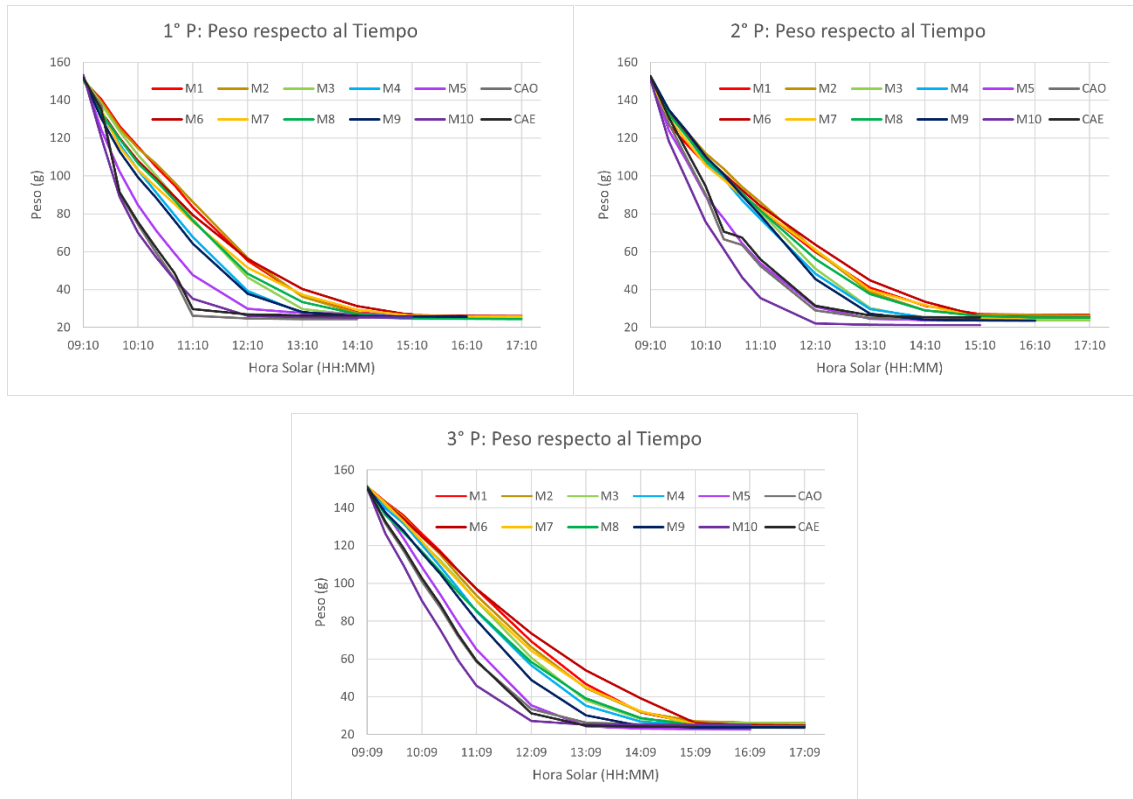 1° P: Peso respecto al Tiempo
160
140
120
100
80
60
40
20
Peso (g)
M1 M2 M3 M4 M5 CAO
M6 M7 M8 M9 M10 CAE
09:10 10:10 11:10 12:10 13:10 14:10 15:10 16:10 17:10
Hora Solar (HH:MM)
2° P: Peso respecto al Tiempo
160
140
120
100
80
60
40
20
Peso (g)
M1 M2 M3 M4 M5 CAO
M6 M7 M8 M9 M10 CAE
09:10 10:10 11:10 12:10 13:10 14:10 15:10 16:10 17:10
Hora Solar (HH:MM)
3° P: Peso respecto al Tiempo
160
140
120
100
80
60
40
20
Peso (g)
M1 M2 M3 M4 M5 CAO
M6 M7 M8 M9 M10 CAE
09:09 10:09 11:09 12:09 13:09 14:09 15:09 16:09 17:09
Hora Solar (HH:MM)